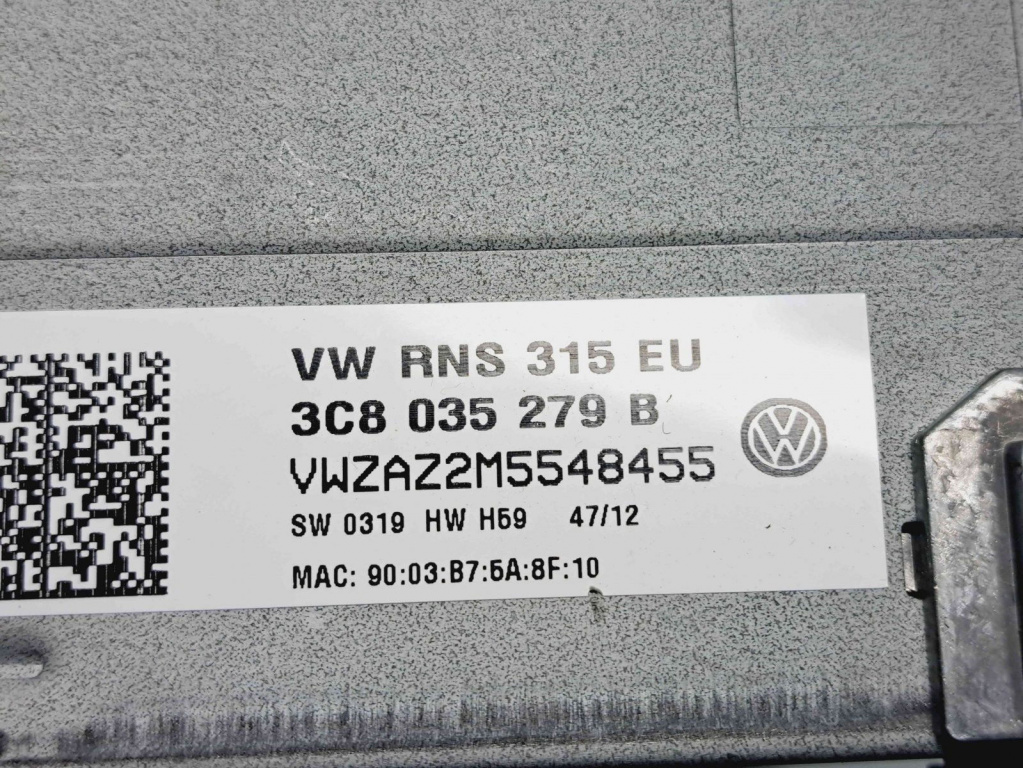 VW RNS 315 EU
3C8 035 279 B
VWZAZ2M5548455
SW 0319 HW H59 47/12
MAC: 90:03:B7:5A:8F:10